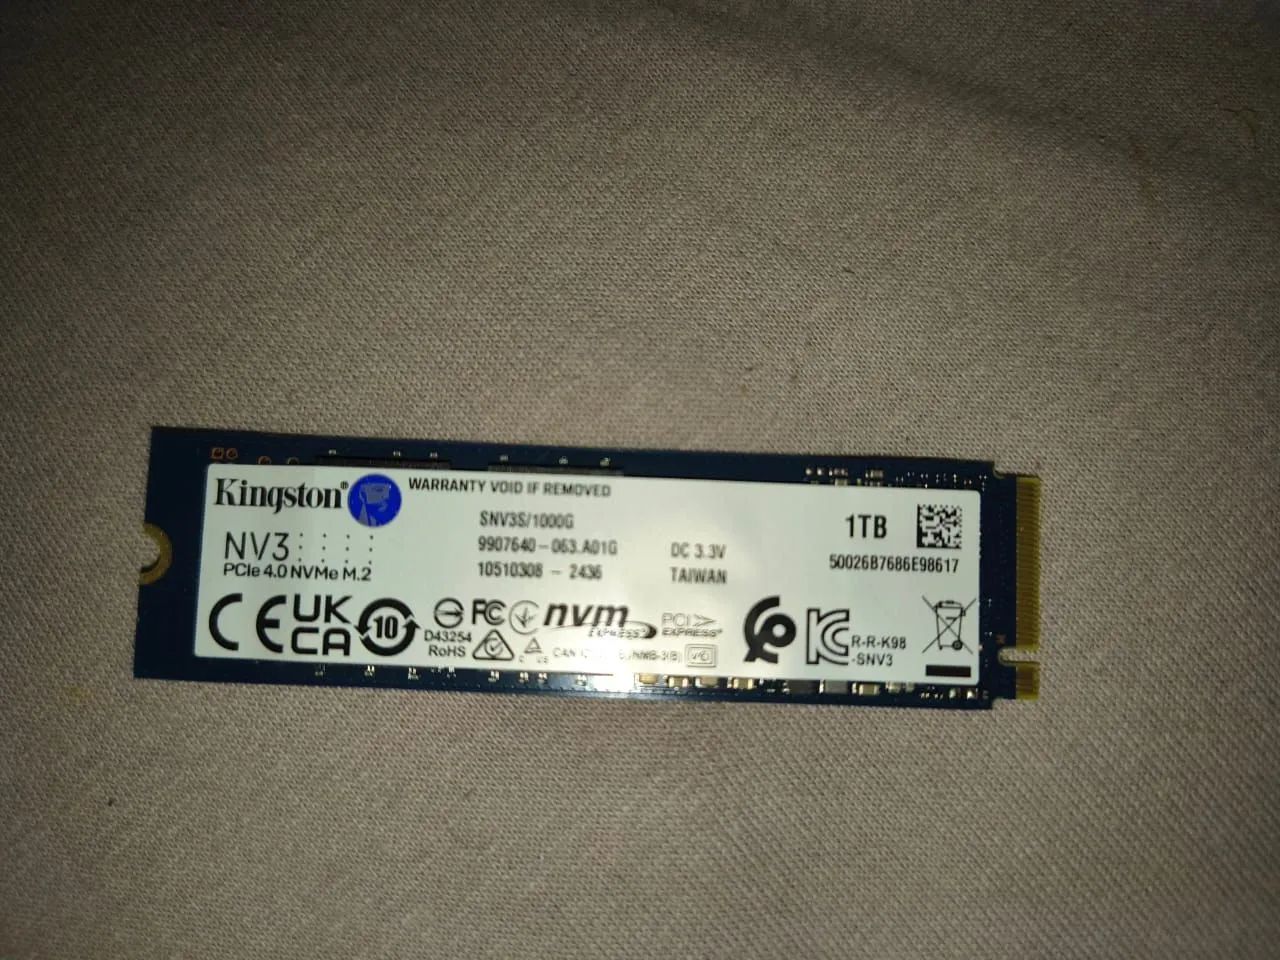 Kingston®
WARRANTY VOID IF REMOVED
NV3
PCIe 4.0 NVMe M.2
SNV3S/1000G
9907640-063.A01G
10510308 - 2436
DC 3.3V
TAIWAN
1TB
50026B7686E98617
CE
UK
CA
10
D43254
RoHS
FC
nvm
EXPRESS
PCI
EXPRESS®
R-R-K98
-SNV3